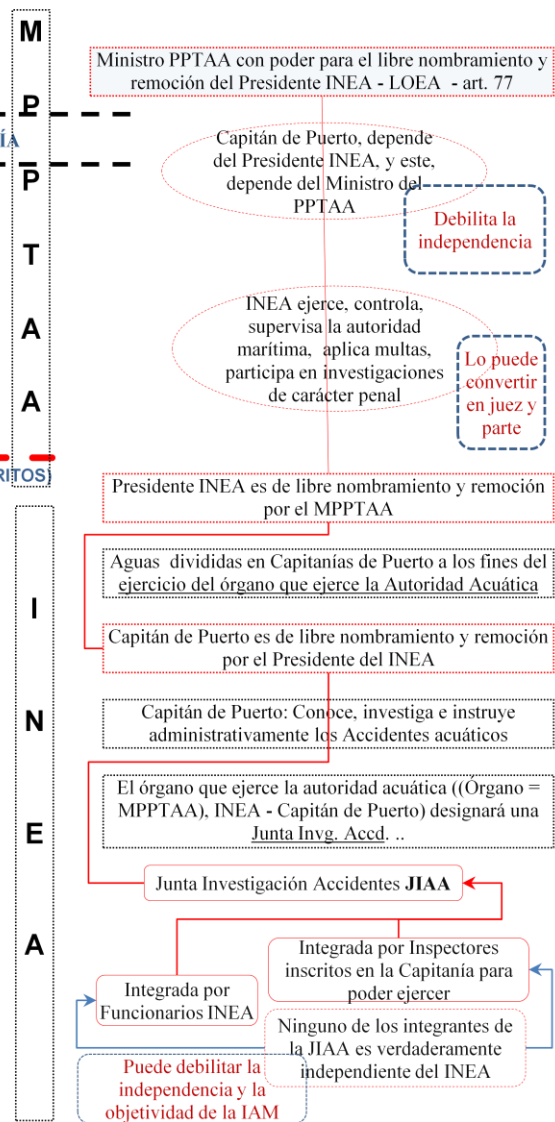 M
P
P
T
A
A
Ministro PPTAA con poder para el libre nombramiento y
remoción del Presidente INEA - LOEA - art. 77
ÍA
Capitán de Puerto, depende
del Presidente INEA, y este,
depende del Ministro del
PPTAA
Debilita la
independencia
INEA ejerce, controla,
supervisa la autoridad
marítima, aplica multas,
participa en investigaciones
de carácter penal
Lo puede
convertir
en juez y
parte
RITOS)
Presidente INEA es de libre nombramiento y remoción
por el MPPTAA
I
N
E
A
Aguas divididas en Capitanías de Puerto a los fines del
ejercicio del órgano que ejerce la Autoridad Acuática
Capitán de Puerto es de libre nombramiento y remoción
por el Presidente del INEA
Capitán de Puerto: Conoce, investiga e instruye
administrativamente los Accidentes acuáticos
El órgano que ejerce la autoridad acuática ((Órgano =
MPPTAA), INEA - Capitán de Puerto) designará una
Junta Invg. Accd. ..
Junta Investigación Accidentes JIAA
Integrada por
Funcionarios INEA
Integrada por Inspectores
inscritos en la Capitanía para
poder ejercer
Ninguno de los integrantes de
la JIAA es verdaderamente
independiente del INEA
Puede debilitar la
independencia y la
objetividad de la IAM